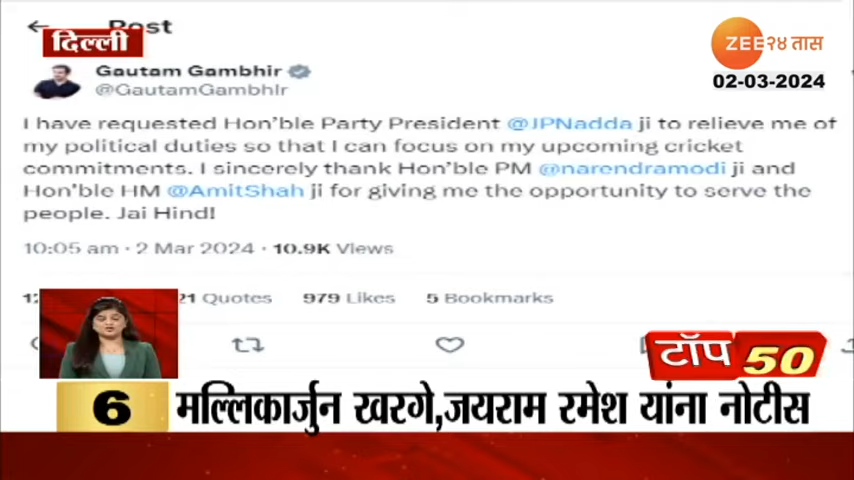 Post
दिल्ली
ZEE २४ तास
02-03-2024
Gautam Gambhir
@GautamGambhir
I have requested Hon'ble Party President @JPNadda ji to relieve me of
my political duties so that I can focus on my upcoming cricket
commitments. I sincerely thank Hon'ble PM @narendramodi ji and
Hon'ble HM @AmitShah ji for giving me the opportunity to serve the
people. Jai Hind!
10:05 am · 2 Mar 2024 · 10.9K Views
21 Quotes 979 Likes 5 Bookmarks
टॉप 50
6 मल्लिकार्जुन खरगे,जयराम रमेश यांना नोटीस